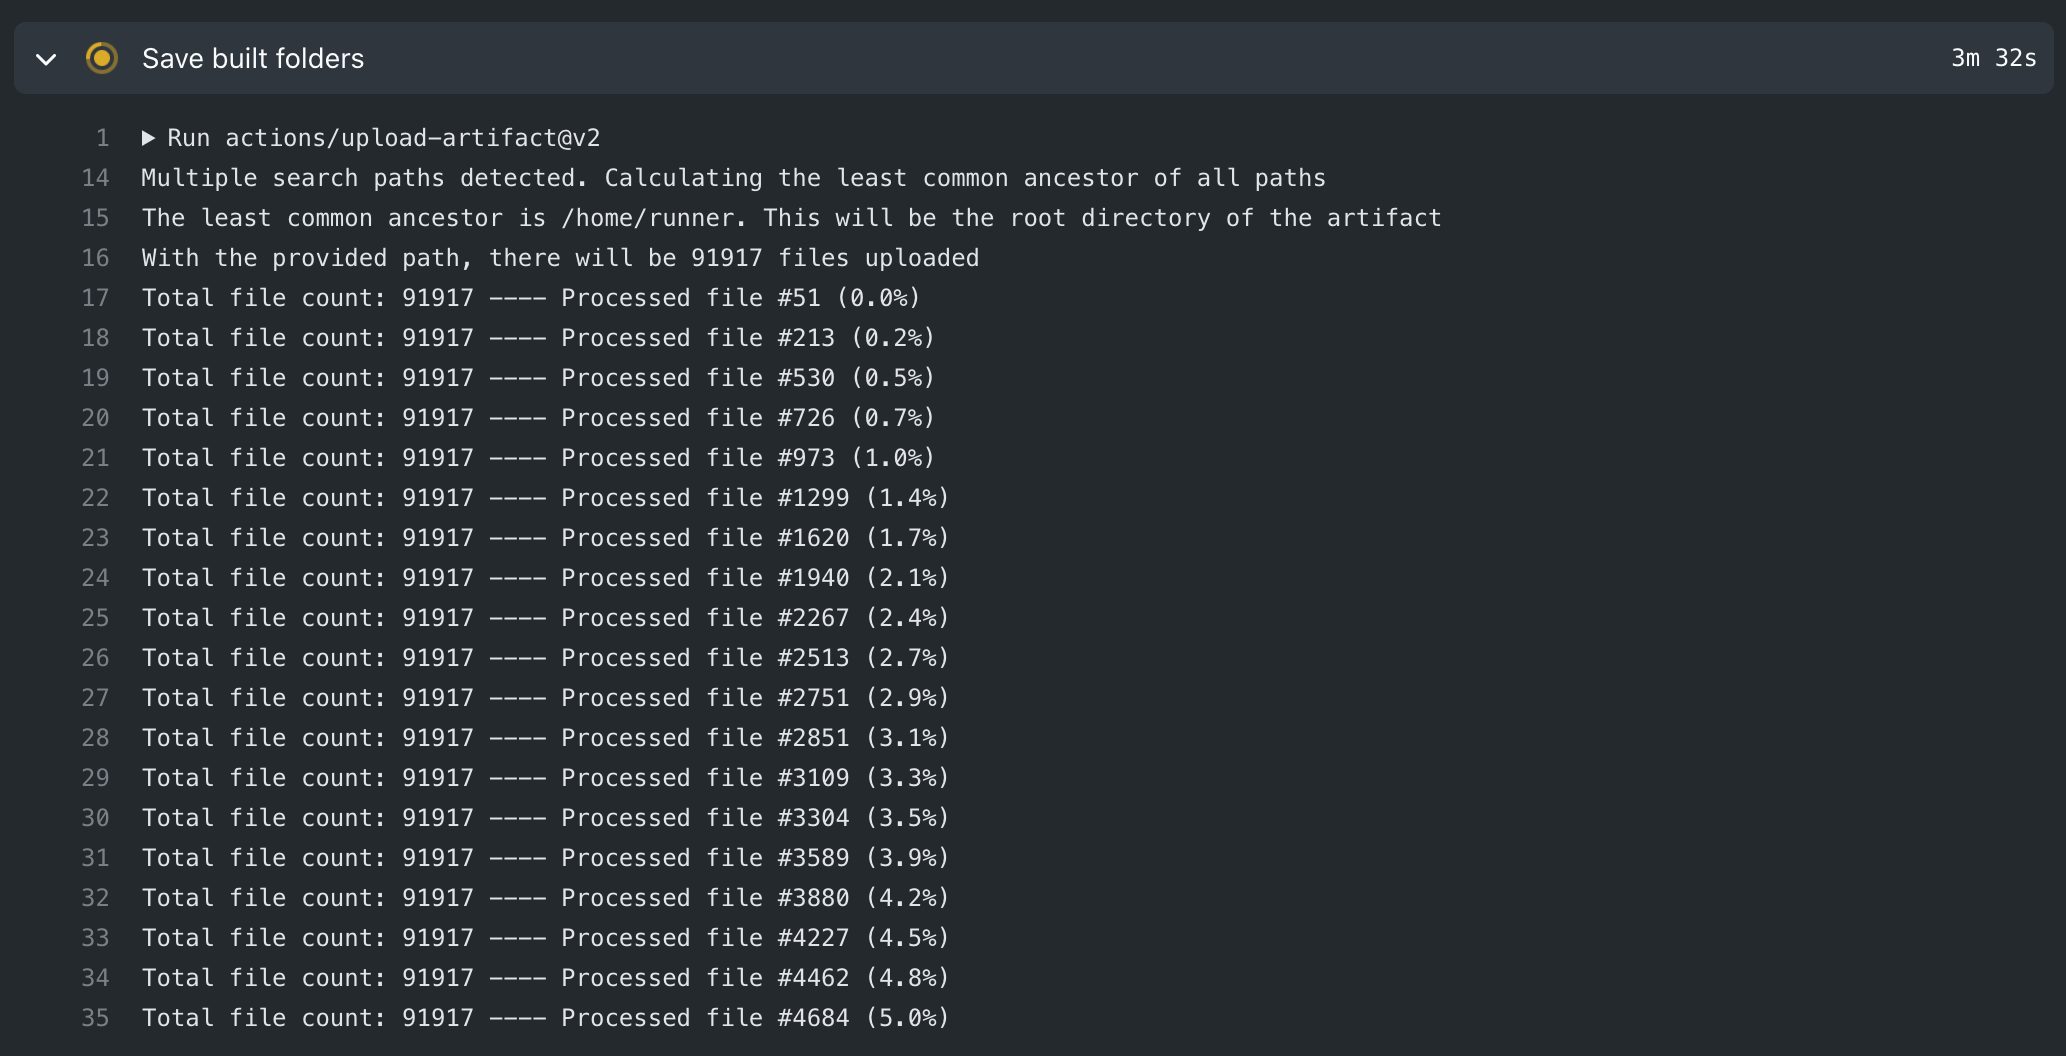 Save built folders 3m 32s
1 Run actions/upload-artifact@v2
14 Multiple search paths detected. Calculating the least common ancestor of all paths
15 The least common ancestor is /home/runner. This will be the root directory of the artifact
16 With the provided path, there will be 91917 files uploaded
17 Total file count: 91917 ---- Processed file #51 (0.0%)
18 Total file count: 91917 ---- Processed file #213 (0.2%)
19 Total file count: 91917 ---- Processed file #530 (0.5%)
20 Total file count: 91917 ---- Processed file #726 (0.7%)
21 Total file count: 91917 ---- Processed file #973 (1.0%)
22 Total file count: 91917 ---- Processed file #1299 (1.4%)
23 Total file count: 91917 ---- Processed file #1620 (1.7%)
24 Total file count: 91917 ---- Processed file #1940 (2.1%)
25 Total file count: 91917 ---- Processed file #2267 (2.4%)
26 Total file count: 91917 ---- Processed file #2513 (2.7%)
27 Total file count: 91917 ---- Processed file #2751 (2.9%)
28 Total file count: 91917 ---- Processed file #2851 (3.1%)
29 Total file count: 91917 ---- Processed file #3109 (3.3%)
30 Total file count: 91917 ---- Processed file #3304 (3.5%)
31 Total file count: 91917 ---- Processed file #3589 (3.9%)
32 Total file count: 91917 ---- Processed file #3880 (4.2%)
33 Total file count: 91917 ---- Processed file #4227 (4.5%)
34 Total file count: 91917 ---- Processed file #4462 (4.8%)
35 Total file count: 91917 ---- Processed file #4684 (5.0%)